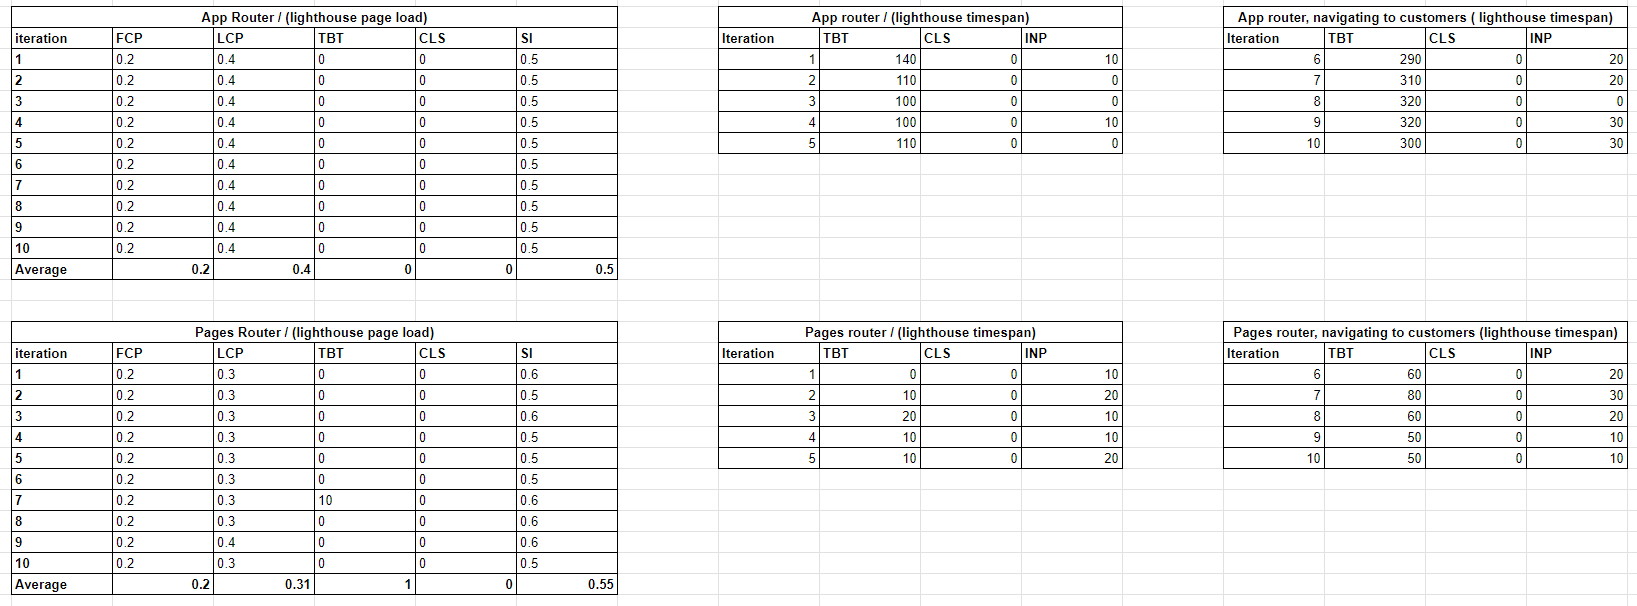 App Router / (lighthouse page load)
iteration FCP LCP TBT CLS SI
1 0.2 0.4 0 0 0.5
2 0.2 0.4 0 0 0.5
3 0.2 0.4 0 0 0.5
4 0.2 0.4 0 0 0.5
5 0.2 0.4 0 0 0.5
6 0.2 0.4 0 0 0.5
7 0.2 0.4 0 0 0.5
8 0.2 0.4 0 0 0.5
9 0.2 0.4 0 0 0.5
10 0.2 0.4 0 0 0.5
Average 0.2 0.4 0 0 0.5
App router / (lighthouse timespan)
Iteration TBT CLS INP
1 140 0 10
2 110 0 0
3 100 0 0
4 100 0 10
5 110 0 0
App router, navigating to customers ( lighthouse timespan)
Iteration TBT CLS INP
6 290 0 20
7 310 0 20
8 320 0 0
9 320 0 30
10 300 0 30
Pages Router / (lighthouse page load)
iteration FCP LCP TBT CLS SI
1 0.2 0.3 0 0 0.6
2 0.2 0.3 0 0 0.5
3 0.2 0.3 0 0 0.6
4 0.2 0.3 0 0 0.5
5 0.2 0.3 0 0 0.5
6 0.2 0.3 0 0 0.5
7 0.2 0.3 10 0 0.6
8 0.2 0.3 0 0 0.6
9 0.2 0.4 0 0 0.6
10 0.2 0.3 0 0 0.5
Average 0.2 0.31 1 0 0.55
Pages router / (lighthouse timespan)
Iteration TBT CLS INP
1 0 0 10
2 10 0 20
3 20 0 10
4 10 0 10
5 10 0 20
Pages router, navigating to customers (lighthouse timespan)
Iteration TBT CLS INP
6 60 0 20
7 80 0 30
8 60 0 20
9 50 0 10
10 50 0 10